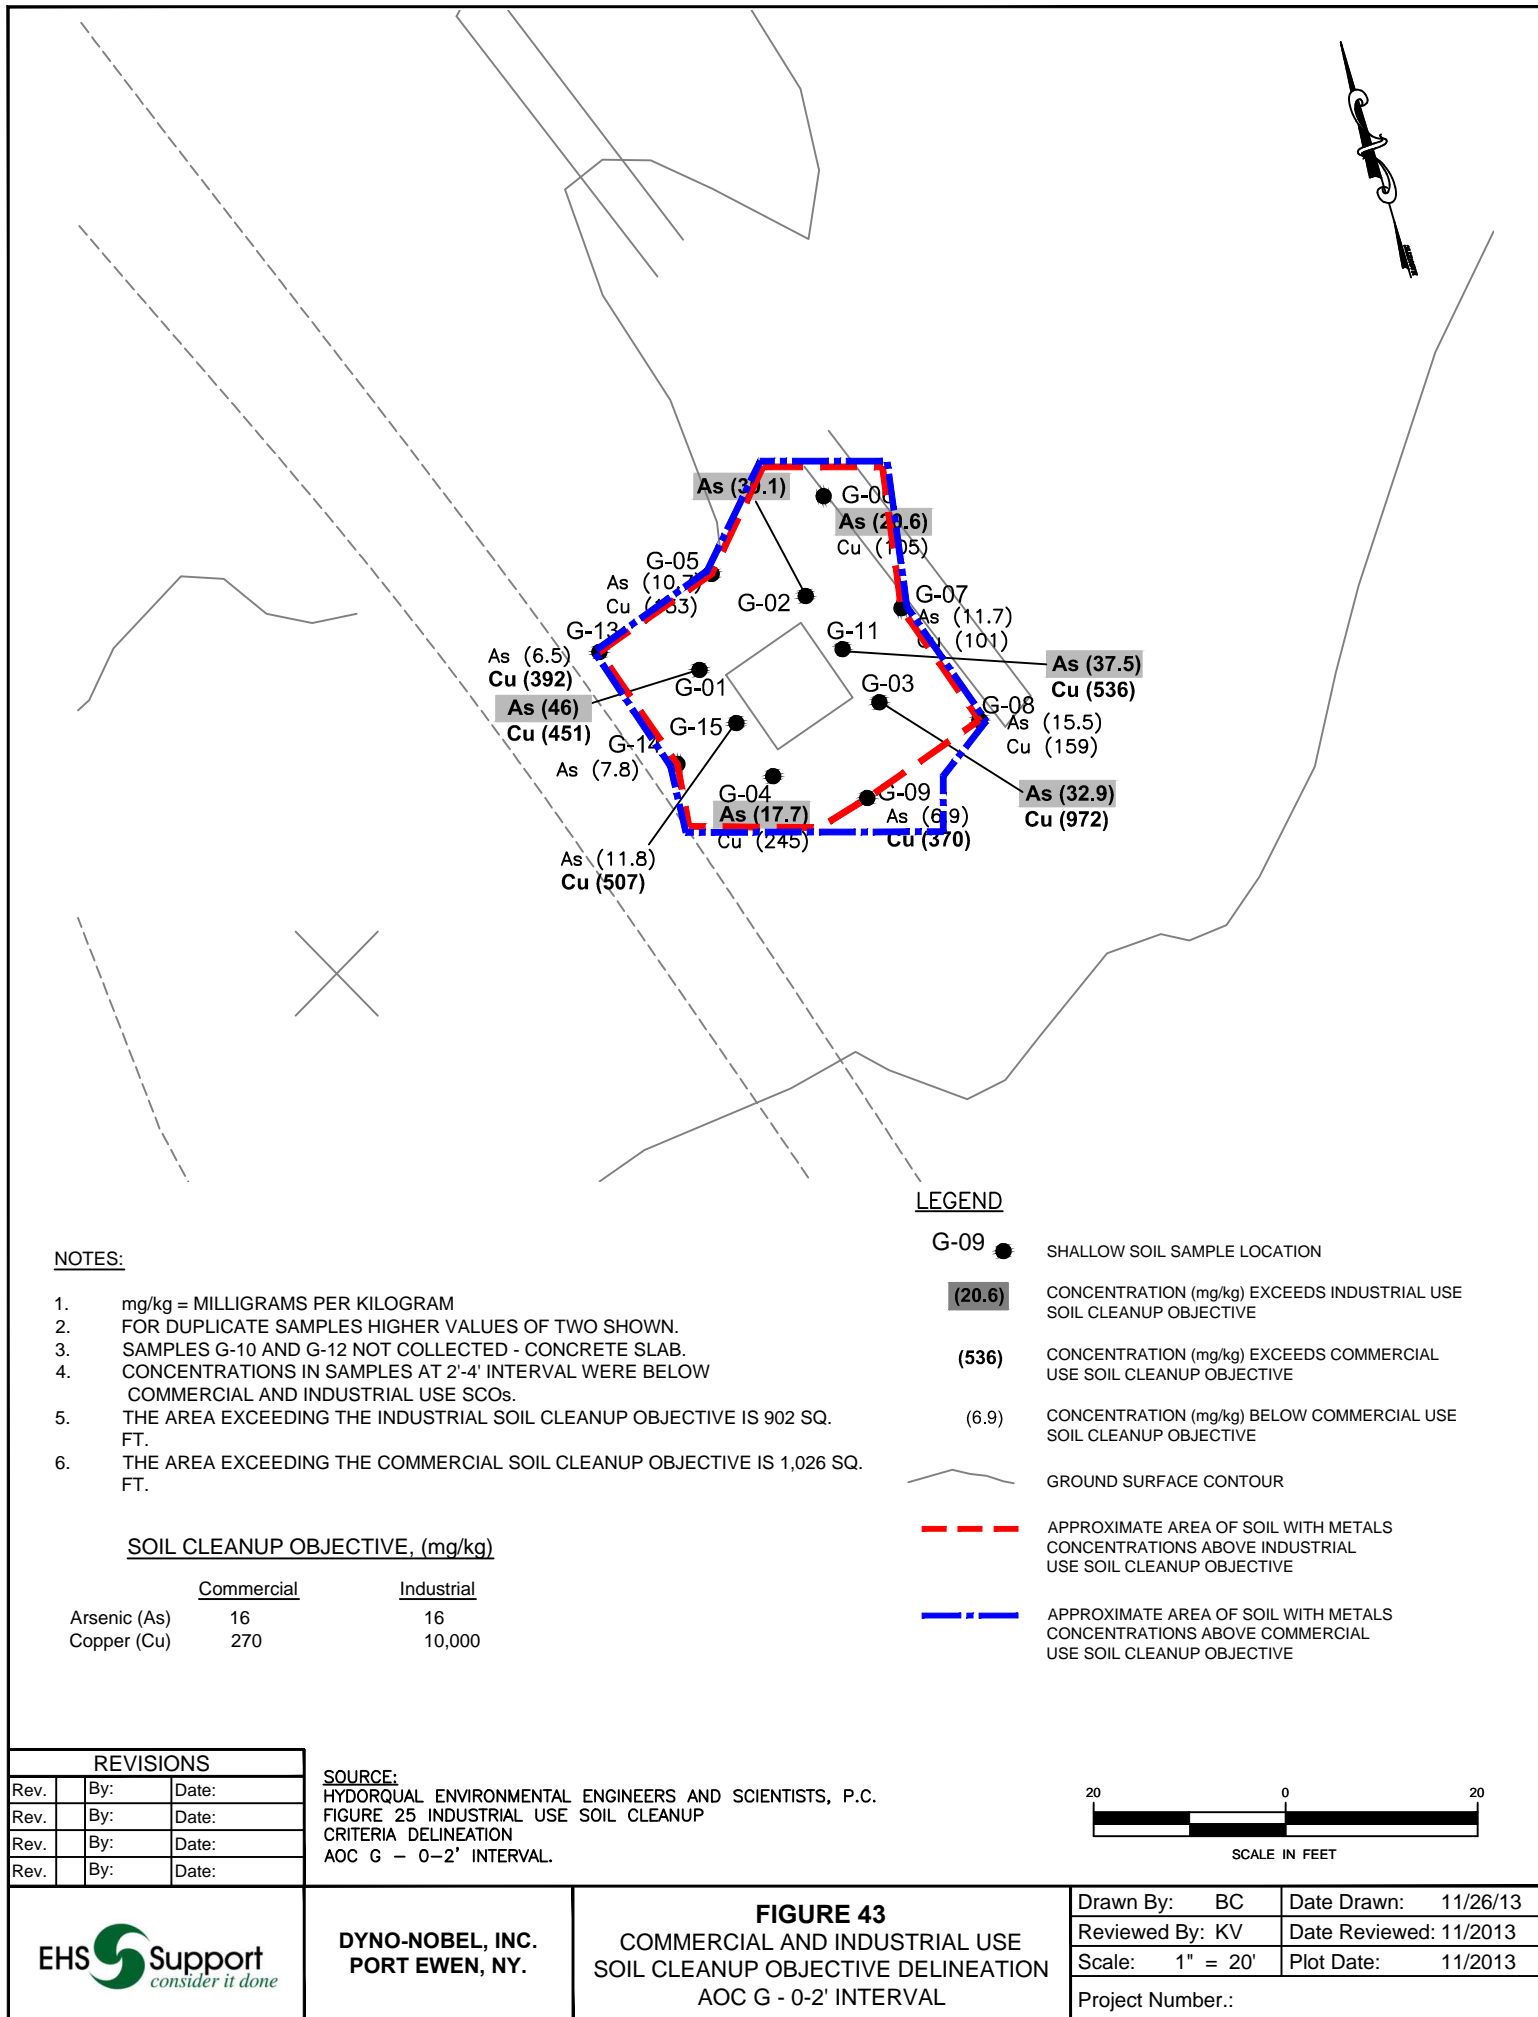 As (39.1)
G-06
As (20.6)
Cu (105)
G-05
As (10.7)
Cu (183)
G-02
G-07
As (11.7)
Cu (101)
G-13
As (6.5)
Cu (392)
G-11
As (37.5)
Cu (536)
G-01
As (46)
Cu (451)
G-03
G-08
As (15.5)
Cu (159)
G-15
G-14
As (7.8)
G-04
As (17.7)
Cu (245)
G-09
As (6.9)
Cu (370)
As (32.9)
Cu (972)
As (11.8)
Cu (507)
LEGEND
G-09
SHALLOW SOIL SAMPLE LOCATION
(20.6)
CONCENTRATION (mg/kg) EXCEEDS INDUSTRIAL USE
SOIL CLEANUP OBJECTIVE
(536)
CONCENTRATION (mg/kg) EXCEEDS COMMERCIAL
USE SOIL CLEANUP OBJECTIVE
(6.9)
CONCENTRATION (mg/kg) BELOW COMMERCIAL USE
SOIL CLEANUP OBJECTIVE
GROUND SURFACE CONTOUR
APPROXIMATE AREA OF SOIL WITH METALS
CONCENTRATIONS ABOVE INDUSTRIAL
USE SOIL CLEANUP OBJECTIVE
APPROXIMATE AREA OF SOIL WITH METALS
CONCENTRATIONS ABOVE COMMERCIAL
USE SOIL CLEANUP OBJECTIVE
NOTES:
1. mg/kg = MILLIGRAMS PER KILOGRAM
2. FOR DUPLICATE SAMPLES HIGHER VALUES OF TWO SHOWN.
3. SAMPLES G-10 AND G-12 NOT COLLECTED - CONCRETE SLAB.
4. CONCENTRATIONS IN SAMPLES AT 2'-4' INTERVAL WERE BELOW
COMMERCIAL AND INDUSTRIAL USE SCOs.
5. THE AREA EXCEEDING THE INDUSTRIAL SOIL CLEANUP OBJECTIVE IS 902 SQ.
FT.
6. THE AREA EXCEEDING THE COMMERCIAL SOIL CLEANUP OBJECTIVE IS 1,026 SQ.
FT.
SOIL CLEANUP OBJECTIVE, (mg/kg)
Commercial Industrial
Arsenic (As) 16 16
Copper (Cu) 270 10,000
REVISIONS
Rev. By: Date:
Rev. By: Date:
Rev. By: Date:
Rev. By: Date:
SOURCE:
HYDORQUAL ENVIRONMENTAL ENGINEERS AND SCIENTISTS, P.C.
FIGURE 25 INDUSTRIAL USE SOIL CLEANUP
CRITERIA DELINEATION
AOC G - 0-2' INTERVAL.
20 0 20
SCALE IN FEET
EHS Support
consider it done
DYNO-NOBEL, INC.
PORT EWEN, NY.
FIGURE 43
COMMERCIAL AND INDUSTRIAL USE
SOIL CLEANUP OBJECTIVE DELINEATION
AOC G - 0-2' INTERVAL
Drawn By: BC Date Drawn: 11/26/13
Reviewed By: KV Date Reviewed: 11/2013
Scale: 1" = 20' Plot Date: 11/2013
Project Number.: